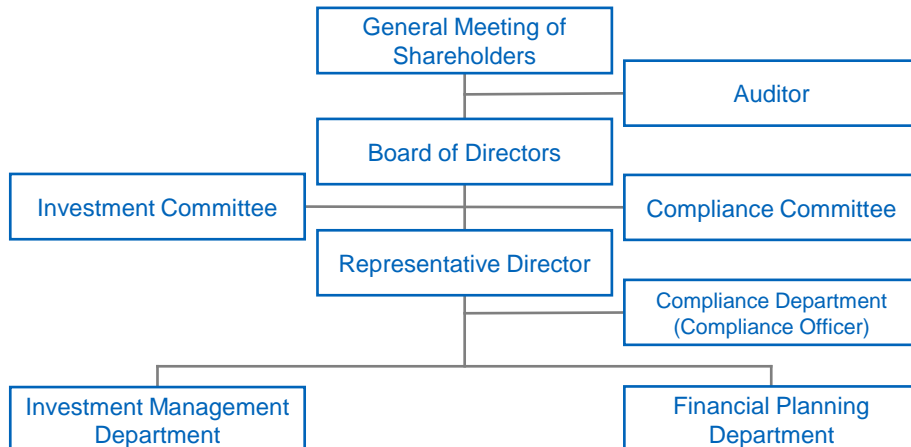 General Meeting of
Shareholders
Auditor
Board of Directors
Investment Committee
Compliance Committee
Representative Director
Compliance Department
(Compliance Officer)
Investment Management
Department
Financial Planning
Department